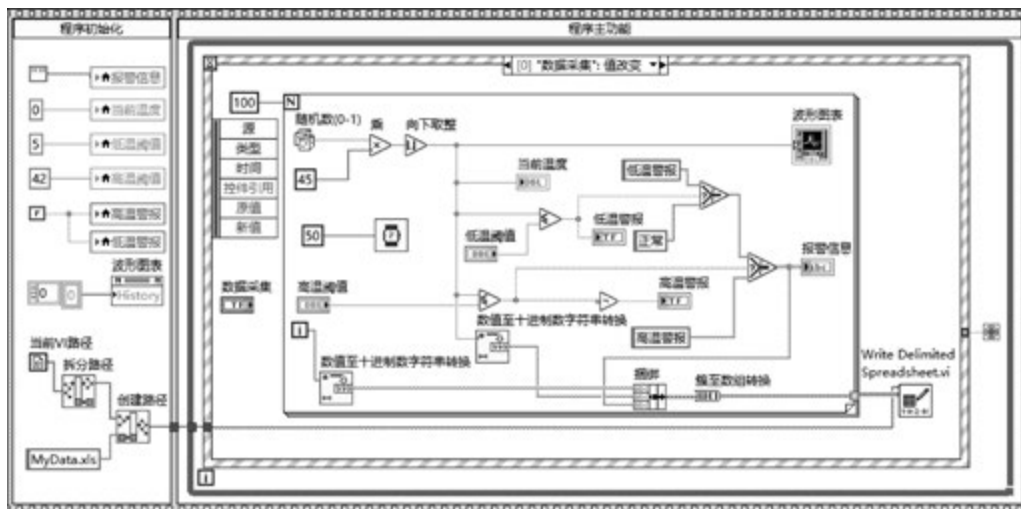 程序初始化
报警信息
0
当前温度
5
低温阈值
42
高温阈值
F
高温警报
低温警报
波形图表
0
0
History
当前VI路径
拆分路径
创建路径
MyData.xls
程序主功能
[0] "数据采集": 值改变
100
N
源
类型
时间
控件引用
原值
新值
随机数(0-1)
乘
向下取整
45
50
波形图表
当前温度
DBL
低温警报
低温阈值
低温警报
TF
正常
报警信息
abc
数据采集
TF
高温阈值
高温警报
TF
高温警报
i
数值至十进制数字符串转换
数值至十进制数字符串转换
捆绑
簇至数组转换
Write Delimited
Spreadsheet.vi
i